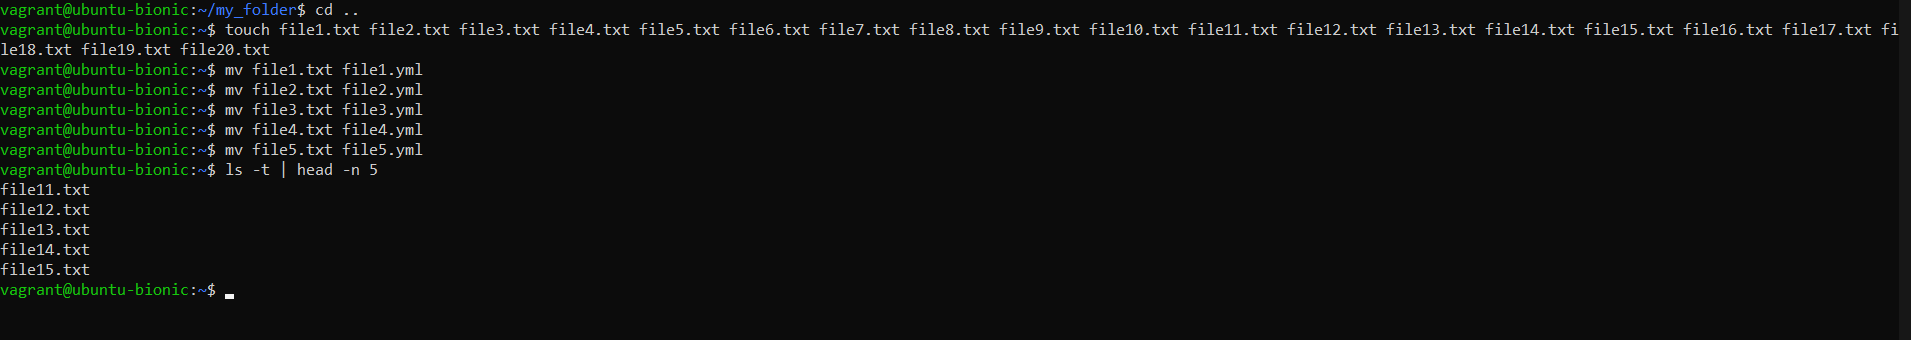 vagrant@ubuntu-bionic:~/my_folder$ cd ..
vagrant@ubuntu-bionic:~$ touch file1.txt file2.txt file3.txt file4.txt file5.txt file6.txt file7.txt file8.txt file9.txt file10.txt file11.txt file12.txt file13.txt file14.txt file15.txt file16.txt file17.txt fi
le18.txt file19.txt file20.txt
vagrant@ubuntu-bionic:~$ mv file1.txt file1.yml
vagrant@ubuntu-bionic:~$ mv file2.txt file2.yml
vagrant@ubuntu-bionic:~$ mv file3.txt file3.yml
vagrant@ubuntu-bionic:~$ mv file4.txt file4.yml
vagrant@ubuntu-bionic:~$ mv file5.txt file5.yml
vagrant@ubuntu-bionic:~$ ls -t | head -n 5
file11.txt
file12.txt
file13.txt
file14.txt
file15.txt
vagrant@ubuntu-bionic:~$